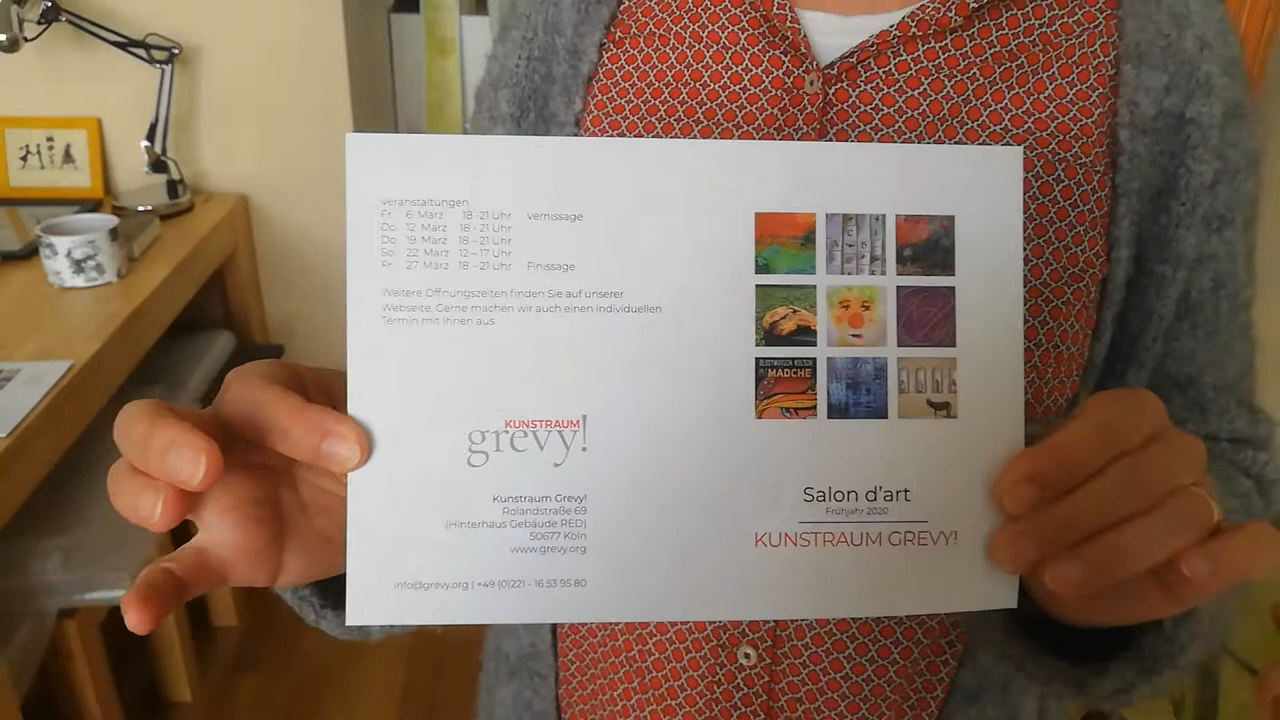 Veranstaltungen
Fr. 6. März 18 -21 Uhr Vernissage
Do. 12. März 18 - 21 Uhr
Do. 19. März 18 – 21 Uhr
So. 22. März 12 – 17 Uhr
Fr. 27. März 18 – 21 Uhr Finissage
Weitere Öffnungszeiten finden Sie auf unserer
Webseite. Gerne machen wir auch einen individuellen
Termin mit Ihnen aus.
KUNSTRAUM
grevy!
Kunstraum Grevy!
Rolandstraße 69
(Hinterhaus Gebäude RED)
50677 Köln
www.grevy.org
info@grevy.org | +49 (0)221 - 16 53 95 80
MÄDCHE
Salon d'art
Frühjahr 2020
KUNSTRAUM GREVY!